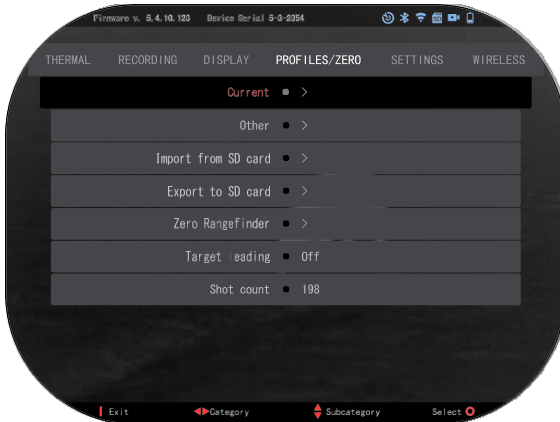 Firmware v. 5.4.10.123 Device Serial 5-3-2354
THERMAL RECORDING DISPLAY PROFILES/ZERO SETTINGS WIRELESS
Current >
Other >
Import from SD card >
Export to SD card >
Zero Rangefinder >
Target leading Off
Shot count 198
Exit Category Subcategory Select